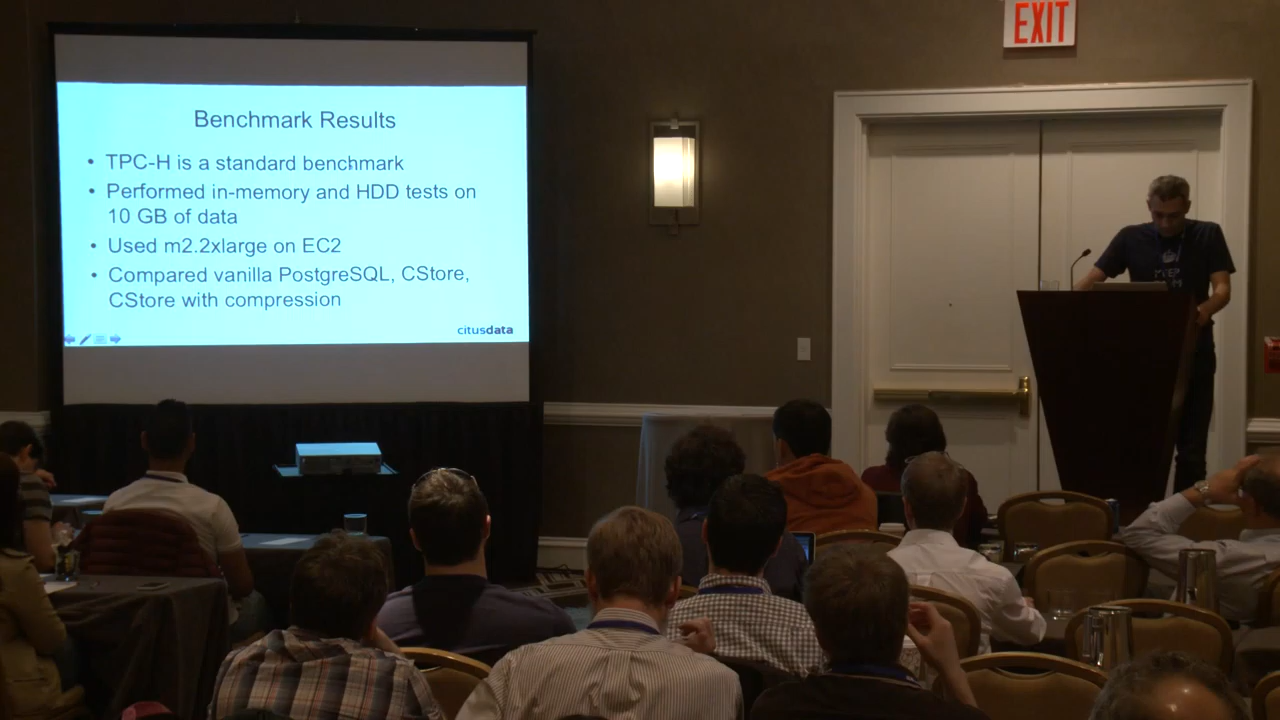 EXIT
Benchmark Results
• TPC-H is a standard benchmark
• Performed in-memory and HDD tests on
10 GB of data
• Used m2.2xlarge on EC2
• Compared vanilla PostgreSQL, CStore,
CStore with compression
citusdata